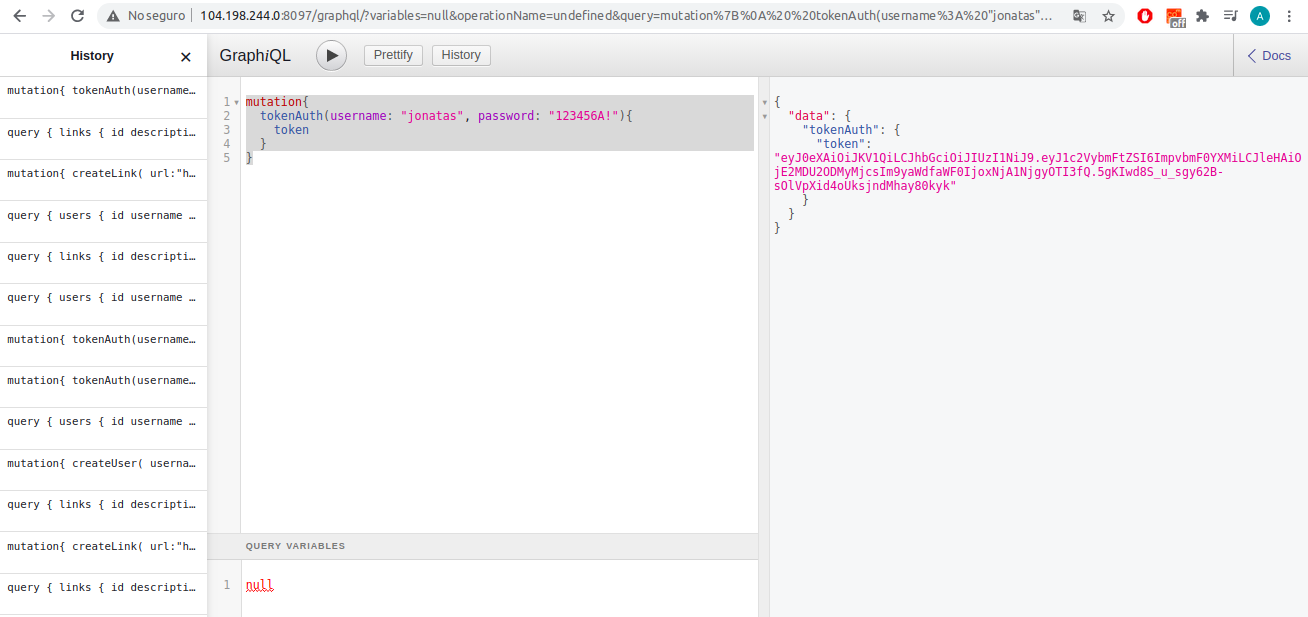 No seguro 104.198.244.0:8097/graphql/?variables=null&operationName=undefined&query=mutation%7B%0A%20%20tokenAuth(username%3A%20"jonatas"...
off
A
History
GraphiQL
Prettify
History
Docs
mutation{ tokenAuth(username…
query { links { id descripti…
mutation{ createLink( url:"h…
query { users { id username …
query { links { id descripti…
query { users { id username …
mutation{ tokenAuth(username…
mutation{ tokenAuth(username…
query { users { id username …
mutation{ createUser( userna…
query { links { id descripti…
mutation{ createLink( url:"h…
query { links { id descripti…
1 mutation{
2 tokenAuth(username: "jonatas", password: "123456A!"){
3 token
4 }
5 }
QUERY VARIABLES
1 null
{
"data": {
"tokenAuth": {
"token":
"eyJ0eXAiOiJKV1QiLCJhbGciOiJIUzI1NiJ9.eyJ1c2VybmFtZSI6ImpvbmF0YXMiLCJleHAiO
jE2MDU2ODMyMjcsIm9yaWdfaWF0IjoxNjA1NjgyOTI3fQ.5gKIwd8S_u_sgy62B-
sOlVpXid4oUksjndMhay80kyk"
}
}
}